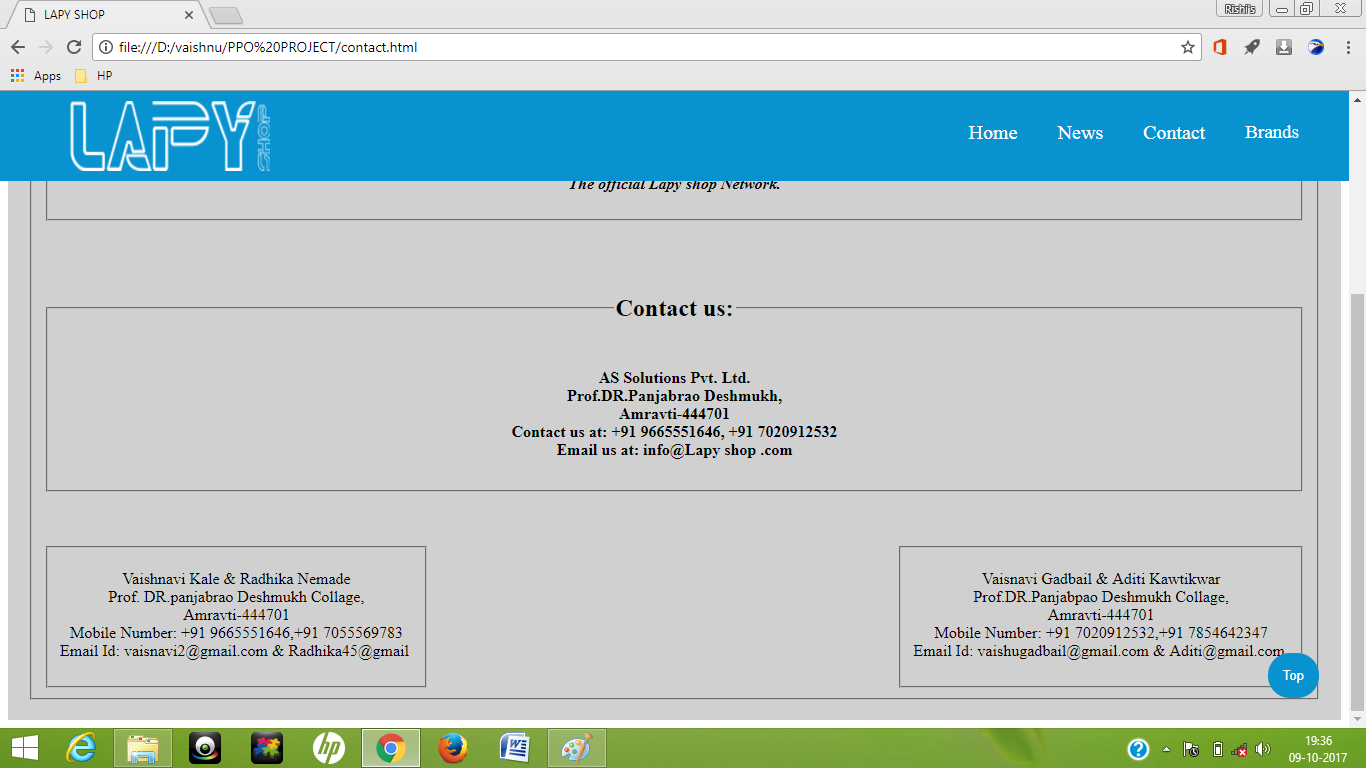 LAPY SHOP
Rishi's
file:///D:/vaishnu/PPO%20PROJECT/contact.html
Apps HP
LAPY SHOP
Home News Contact Brands
The official Lapy shop Network.
Contact us:
AS Solutions Pvt. Ltd.
Prof.DR.Panjabrao Deshmukh,
Amravti-444701
Contact us at: +91 9665551646, +91 7020912532
Email us at: info@Lapy shop .com
Vaishnavi Kale & Radhika Nemade
Prof. DR.panjabrao Deshmukh Collage,
Amravti-444701
Mobile Number: +91 9665551646,+91 7055569783
Email Id: vaisnavi2@gmail.com & Radhika45@gmail
Vaisnavi Gadbail & Aditi Kawtikwar
Prof.DR.Panjabpao Deshmukh Collage,
Amravti-444701
Mobile Number: +91 7020912532,+91 7854642347
Email Id: vaishugadbail@gmail.com & Aditi@gmail.com
Top
hp
19:36
09-10-2017